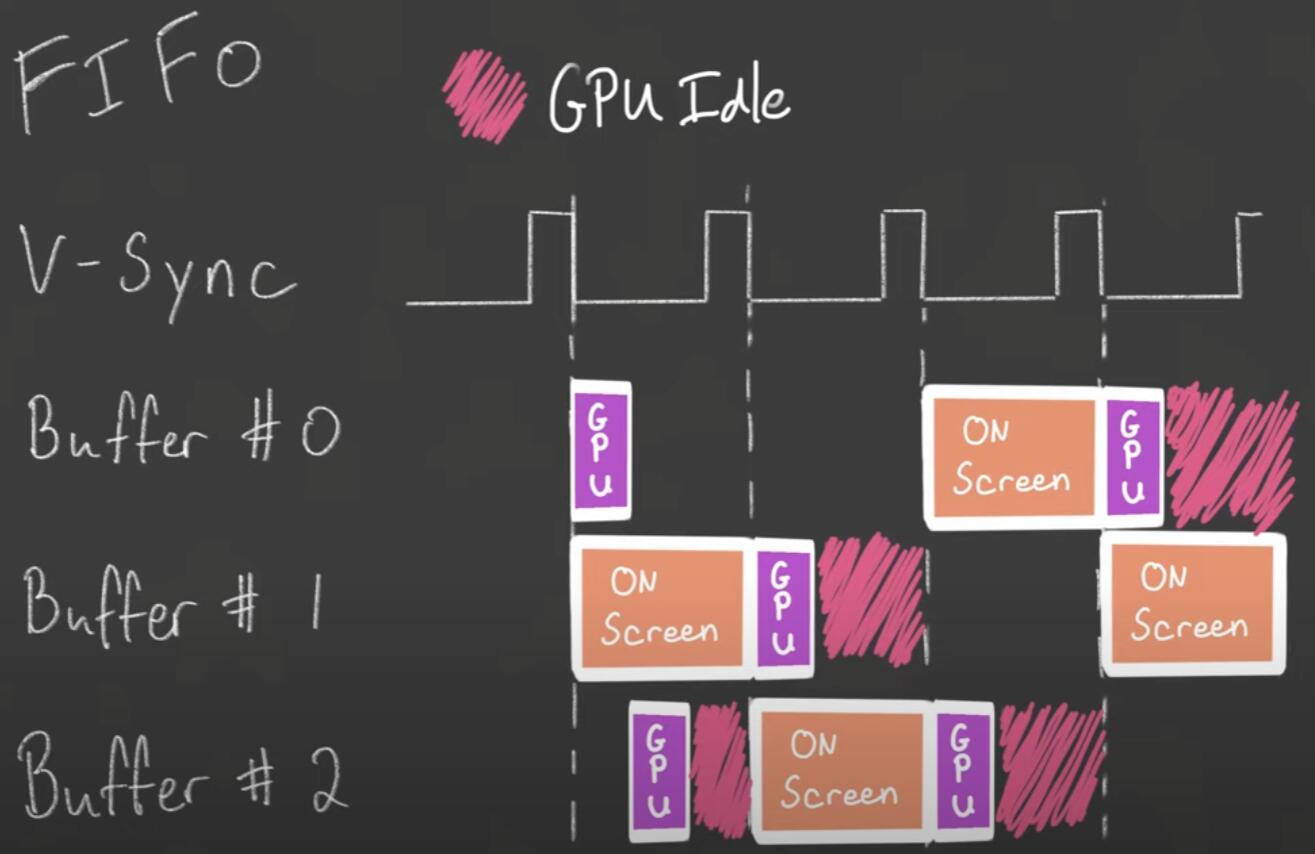 FIFO
GPU Idle
V-Sync
Buffer # 0
GPU
ON
Screen
GPU
Buffer # 1
ON
Screen
GPU
ON
Screen
Buffer # 2
GPU
ON
Screen
GPU